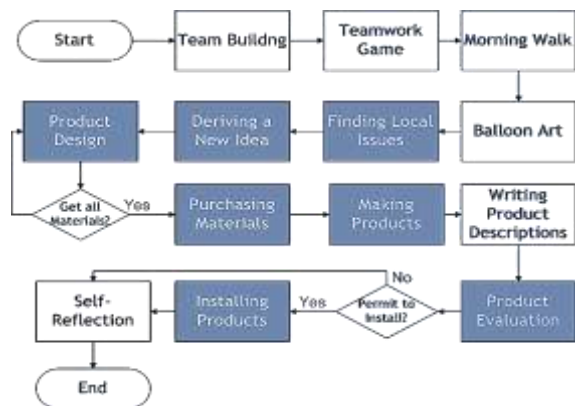 Start
Team Buildng
Teamwork
Game
Morning Walk
Product
Design
Deriving a
New Idea
Finding Local
Issues
Balloon Art
Get all
Materials?
Yes
Purchasing
Materials
Making
Products
Writing
Product
Descriptions
No
Self-
Reflection
Installing
Products
Yes
Permit to
Install?
Product
Evaluation
End